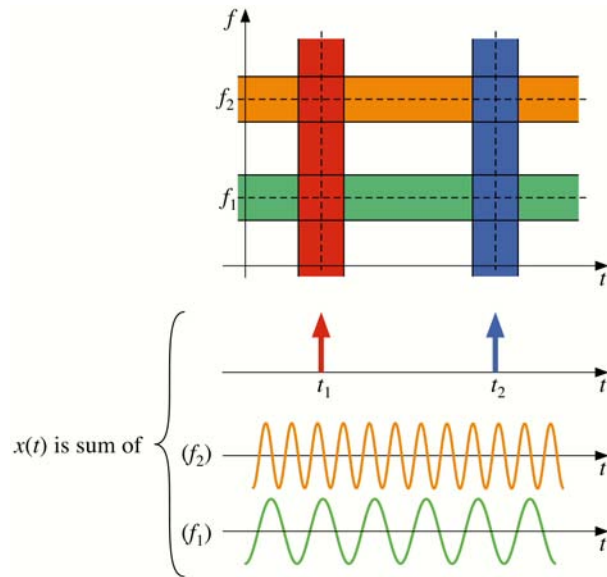 f
f₂
f₁
t
t₁ t₂ t
x(t) is sum of
(f₂) t
(f₁) t